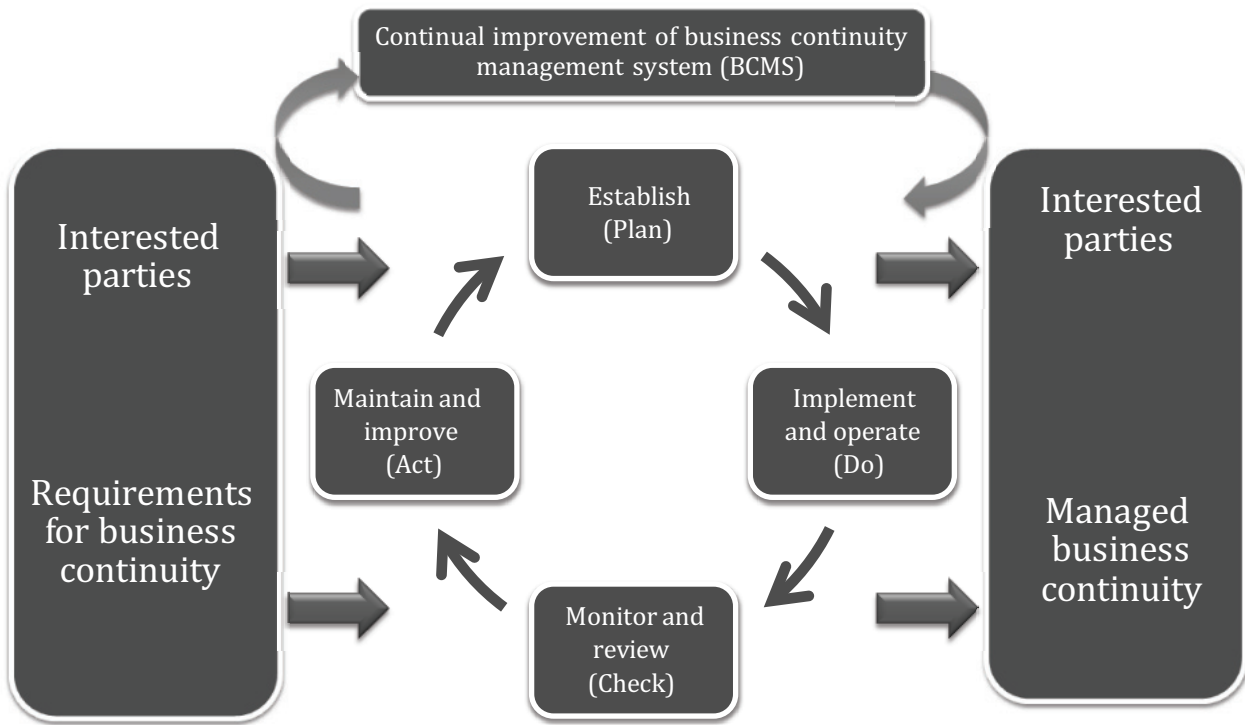 Continual improvement of business continuity
management system (BCMS)
Interested
parties
Requirements
for business
continuity
Establish
(Plan)
Maintain and
improve
(Act)
Implement
and operate
(Do)
Monitor and
review
(Check)
Interested
parties
Managed
business
continuity